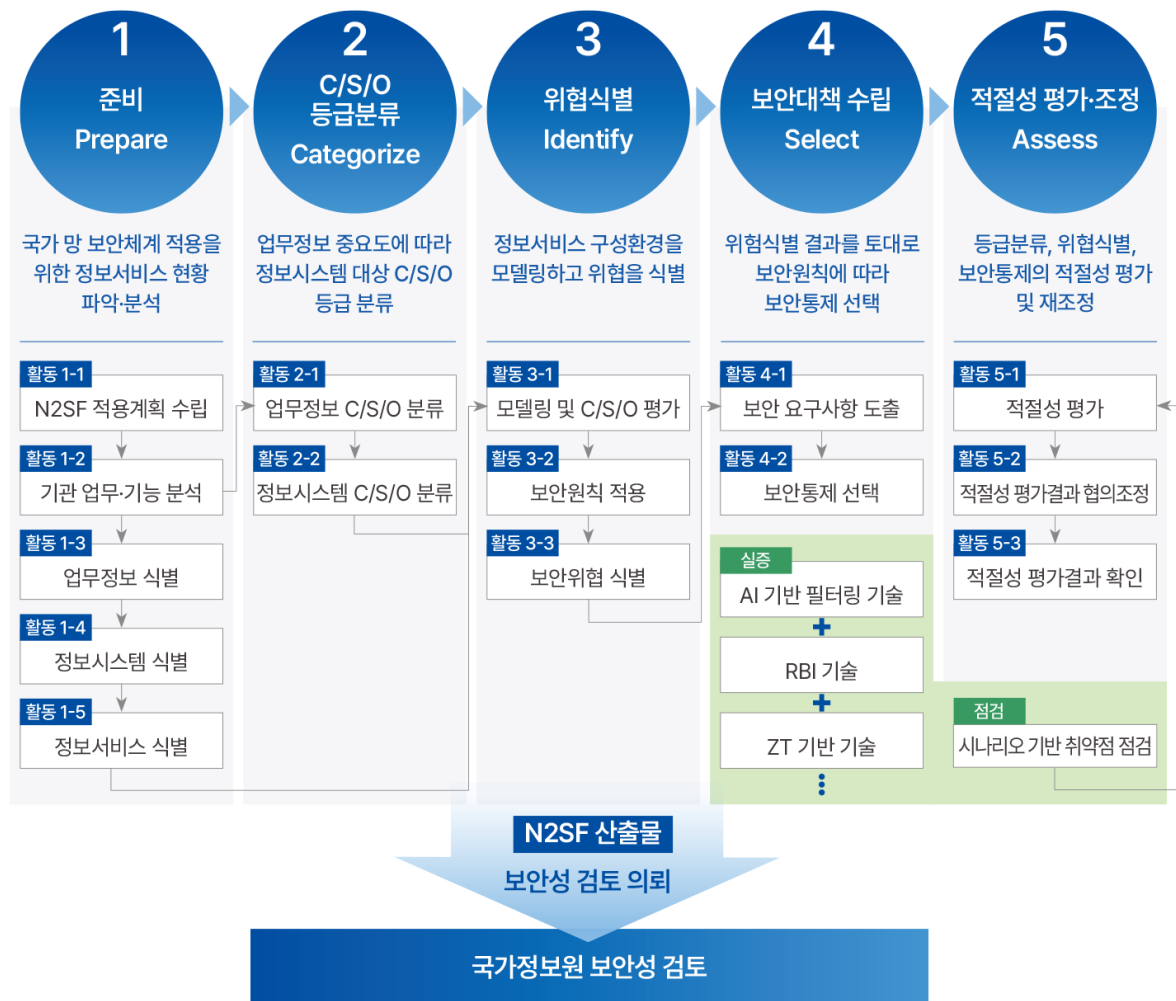 1
준비
Prepare
국가 망 보안체계 적용을
위한 정보서비스 현황
파악·분석
활동 1-1
N2SF 적용계획 수립
활동 1-2
기관 업무·기능 분석
활동 1-3
업무정보 식별
활동 1-4
정보시스템 식별
활동 1-5
정보서비스 식별
2
C/S/O
등급분류
Categorize
업무정보 중요도에 따라
정보시스템 대상 C/S/O
등급 분류
활동 2-1
업무정보 C/S/O 분류
활동 2-2
정보시스템 C/S/O 분류
3
위협식별
Identify
정보서비스 구성환경을
모델링하고 위협을 식별
활동 3-1
모델링 및 C/S/O 평가
활동 3-2
보안원칙 적용
활동 3-3
보안위협 식별
4
보안대책 수립
Select
위험식별 결과를 토대로
보안원칙에 따라
보안통제 선택
활동 4-1
보안 요구사항 도출
활동 4-2
보안통제 선택
실증
AI 기반 필터링 기술
+
RBI 기술
+
ZT 기반 기술
5
적절성 평가·조정
Assess
등급분류, 위협식별,
보안통제의 적절성 평가
및 재조정
활동 5-1
적절성 평가
활동 5-2
적절성 평가결과 협의조정
활동 5-3
적절성 평가결과 확인
점검
시나리오 기반 취약점 점검
N2SF 산출물
보안성 검토 의뢰
국가정보원 보안성 검토